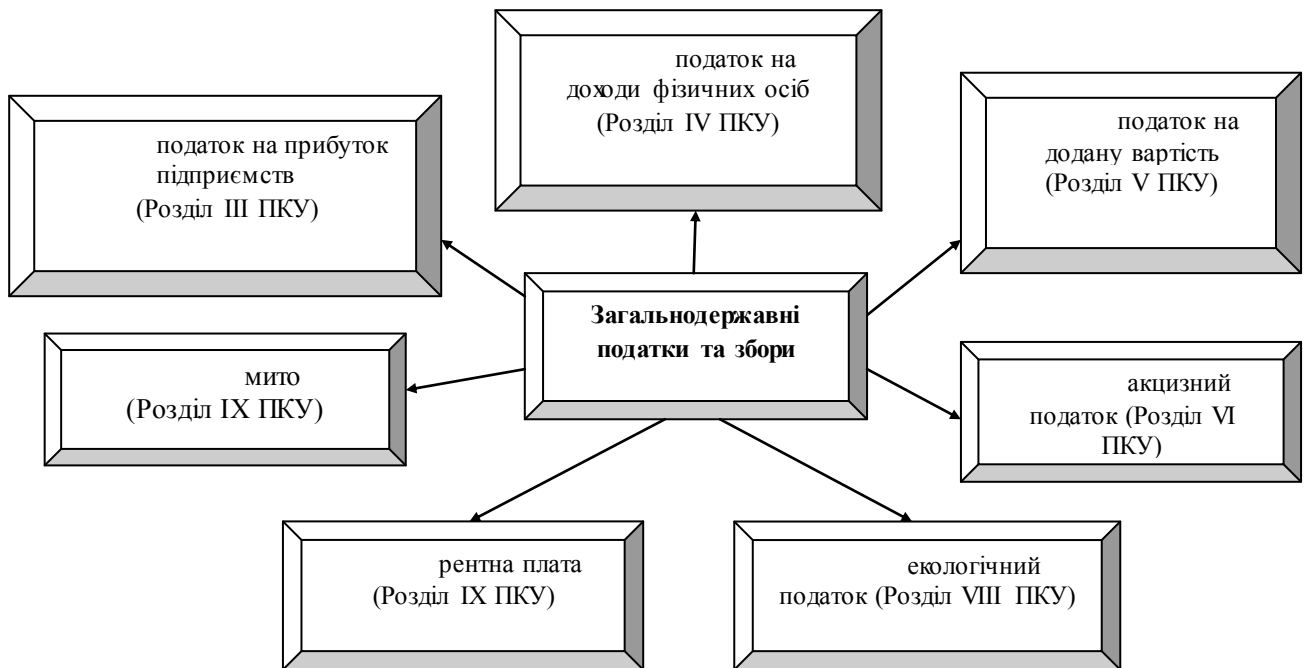 податок на
доходи фізичних осіб
(Розділ IV ПКУ)
податок на прибуток
підприємств
(Розділ III ПКУ)
податок на
додану вартість
(Розділ V ПКУ)
Загальнодержавні
податки та збори
мито
(Розділ IX ПКУ)
акцизний
податок (Розділ VI
ПКУ)
рентна плата
(Розділ IX ПКУ)
екологічний
податок (Розділ VIII ПКУ)